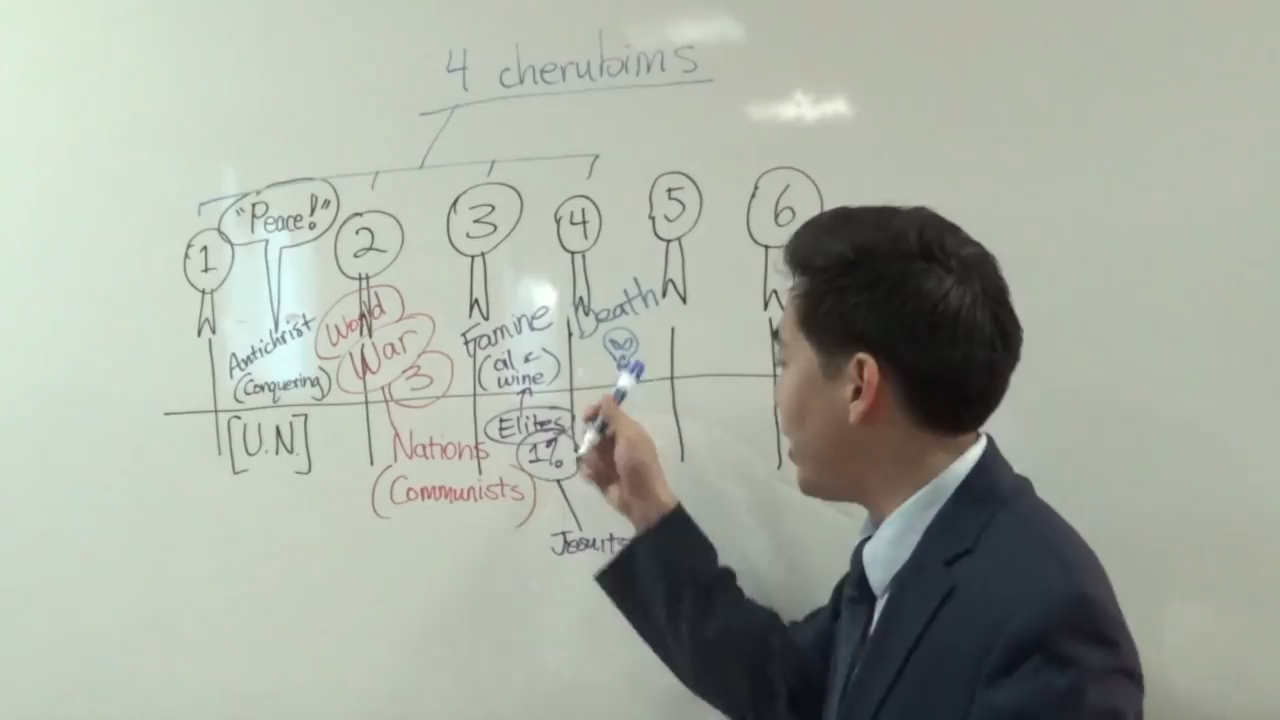 4 cherubims
1
"Peace!"
2
3
4
5
6
Antichrist
(Conquering)
[U.N.]
World
War
3
Nations
(Communists)
Famine
(oil &
wine)
Elites
1%
Jesuits
Death